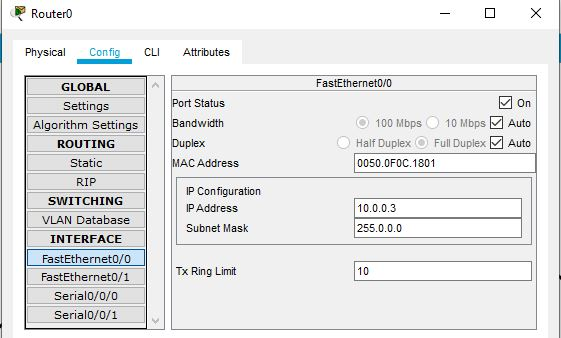 Router0
Physical Config CLI Attributes
GLOBAL
Settings
Algorithm Settings
ROUTING
Static
RIP
SWITCHING
VLAN Database
INTERFACE
FastEthernet0/0
FastEthernet0/1
Serial0/0/0
Serial0/0/1
FastEthernet0/0
Port Status On
Bandwidth 100 Mbps 10 Mbps Auto
Duplex Half Duplex Full Duplex Auto
MAC Address 0050.0F0C.1801
IP Configuration
IP Address 10.0.0.3
Subnet Mask 255.0.0.0
Tx Ring Limit 10